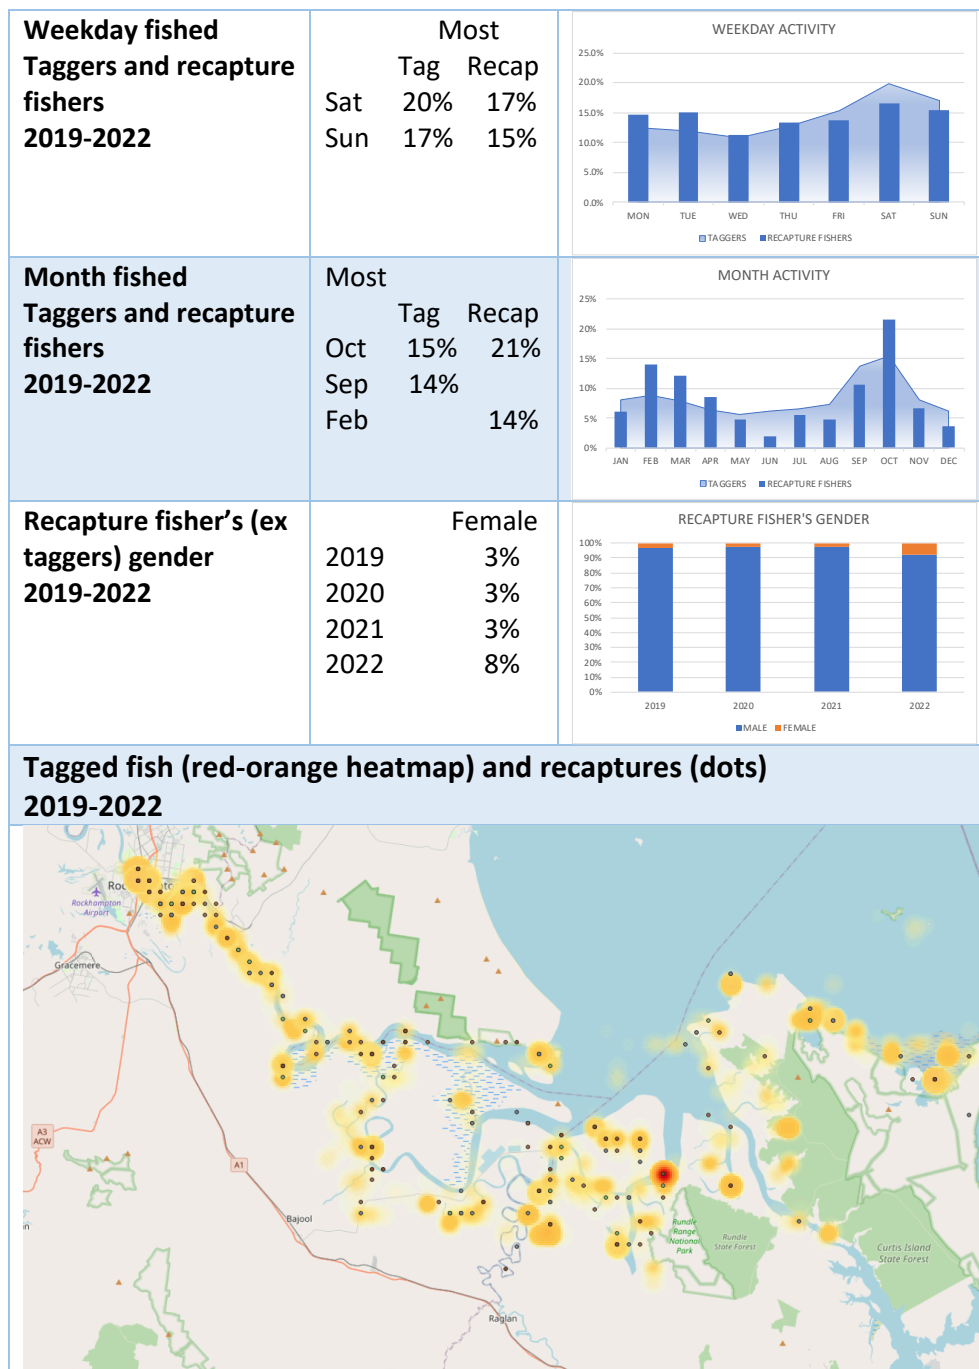 Weekday fished
Taggers and recapture
fishers
2019-2022
Most
Tag Recap
Sat 20% 17%
Sun 17% 15%
WEEKDAY ACTIVITY
25.0%
20.0%
15.0%
10.0%
5.0%
0.0%
MON TUE WED THU FRI SAT SUN
TAGGERS RECAPTURE FISHERS
Month fished
Taggers and recapture
fishers
2019-2022
Most
Tag Recap
Oct 15% 21%
Sep 14%
Feb 14%
MONTH ACTIVITY
25%
20%
15%
10%
5%
0%
JAN FEB MAR APR MAY JUN JUL AUG SEP OCT NOV DEC
TAGGERS RECAPTURE FISHERS
Recapture fisher's (ex
taggers) gender
2019-2022
Female
2019 3%
2020 3%
2021 3%
2022 8%
RECAPTURE FISHER'S GENDER
100%
90%
80%
70%
60%
50%
40%
30%
20%
10%
0%
2019 2020 2021 2022
MALE FEMALE
Tagged fish (red-orange heatmap) and recaptures (dots)
2019-2022
Rockhampton
Airport
Gracemere
A3
ACW
A1
Bajool
Raglan
Rundle
Range
National
Park
Rundle
State Forest
Curtis Island
State Forest